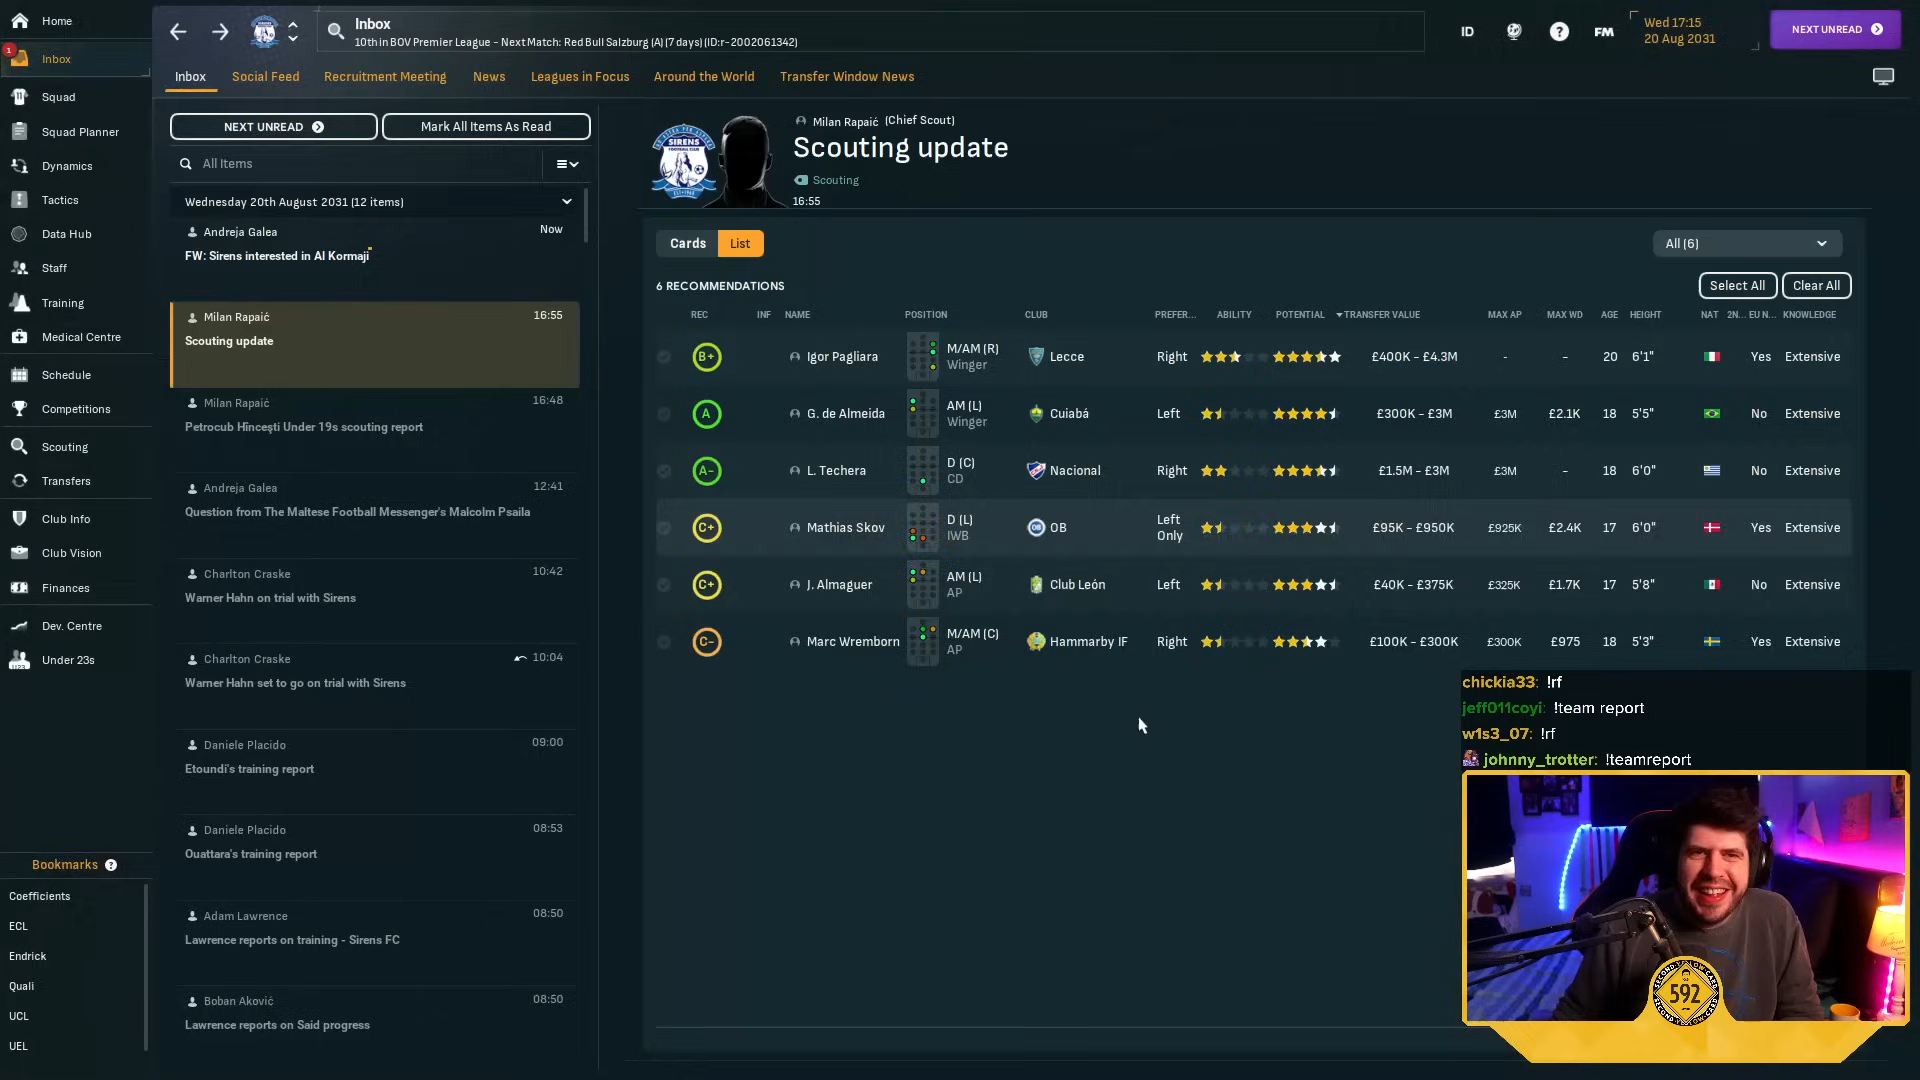 Home
1
Inbox
Squad
Squad Planner
Dynamics
Tactics
Data Hub
Staff
Training
Medical Centre
Schedule
Competitions
Scouting
Transfers
Club Info
Club Vision
Finances
Dev. Centre
Under 23s
Bookmarks ?
Coefficients
ECL
Endrick
Quali
UCL
UEL
Inbox
10th in BOV Premier League - Next Match: Red Bull Salzburg (A) (7 days) (ID:r-2002061342)
ID
?
FM
Wed 17:15
20 Aug 2031
NEXT UNREAD
Inbox Social Feed Recruitment Meeting News Leagues in Focus Around the World Transfer Window News
NEXT UNREAD
Mark All Items As Read
All Items
Wednesday 20th August 2031 (12 items)
Andreja Galea Now
FW: Sirens interested in Al Kormaji
Milan Rapaić 16:55
Scouting update
Milan Rapaić 16:48
Petrocub Hîncești Under 19s scouting report
Andreja Galea 12:41
Question from The Maltese Football Messenger's Malcolm Psaila
Charlton Craske 10:42
Warner Hahn on trial with Sirens
Charlton Craske 10:04
Warner Hahn set to go on trial with Sirens
Daniele Placido 09:00
Etoundi's training report
Daniele Placido 08:53
Ouattara's training report
Adam Lawrence 08:50
Lawrence reports on training - Sirens FC
Boban Aković 08:50
Lawrence reports on Said progress
SIRENS
Milan Rapaić (Chief Scout)
Scouting update
Scouting
16:55
Cards List
All (6)
6 RECOMMENDATIONS
Select All
Clear All
REC INF NAME POSITION CLUB PREFER... ABILITY POTENTIAL TRANSFER VALUE MAX AP MAX WD AGE HEIGHT NAT 2N... EU N... KNOWLEDGE
B+ Igor Pagliara M/AM (R) Winger Lecce Right £400K - £4.3M - - 20 6'1" Yes Extensive
A G. de Almeida AM (L) Winger Cuiabá Left £300K - £3M £3M £2.1K 18 5'5" No Extensive
A- L. Techera D (C) CD Nacional Right £1.5M - £3M £3M - 18 6'0" No Extensive
C+ Mathias Skov D (L) IWB OB Left Only £95K - £950K £925K £2.4K 17 6'0" Yes Extensive
C+ J. Almaguer AM (L) AP Club León Left £40K - £375K £325K £1.7K 17 5'8" No Extensive
C- Marc Wremborn M/AM (C) AP Hammarby IF Right £100K - £300K £300K £975 18 5'3" Yes Extensive
chickia33: !rf
jeff011coyi: !team report
w1s3_07: !rf
johnny_trotter: !teamreport
592